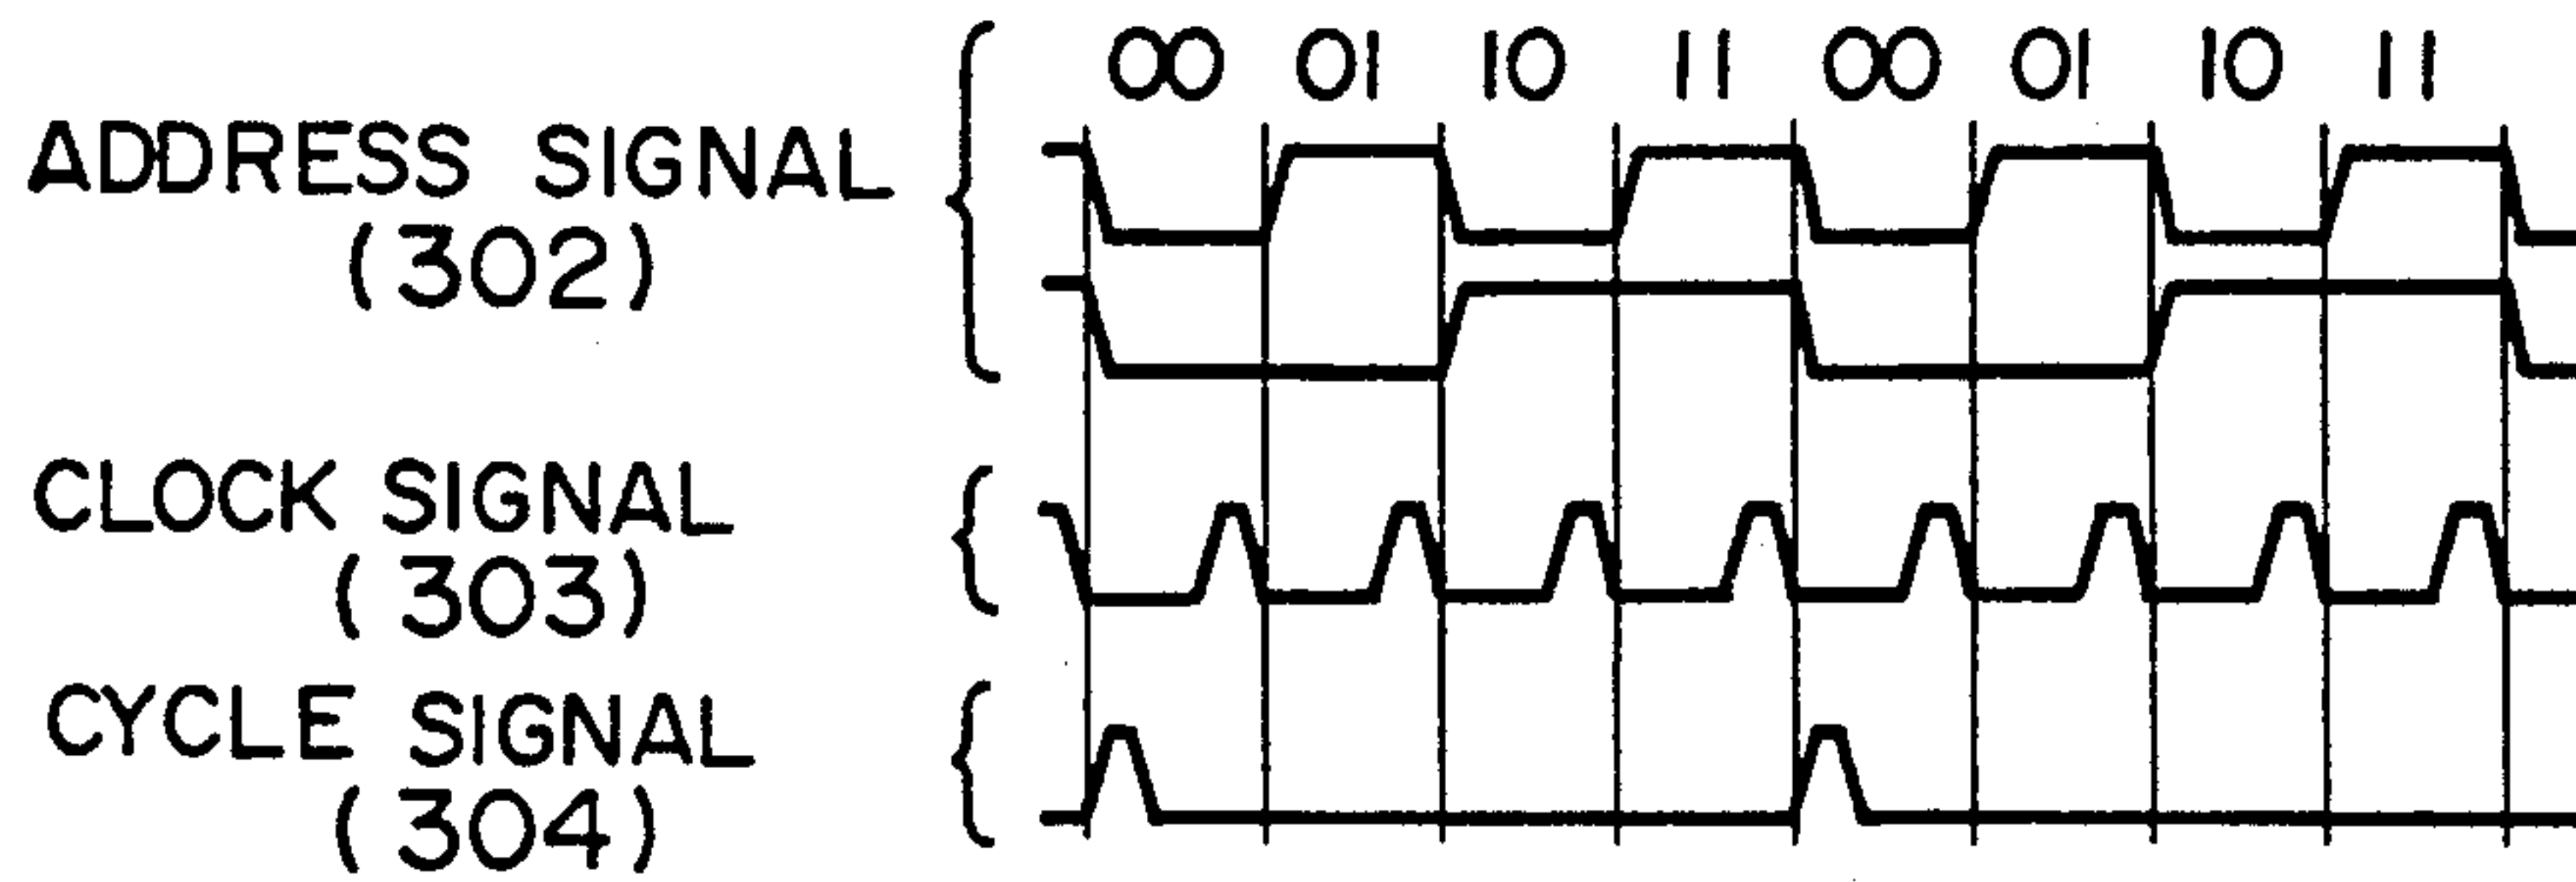 00 01 10 11 00 01 10 11
ADDRESS SIGNAL
(302)
CLOCK SIGNAL
(303)
CYCLE SIGNAL
(304)